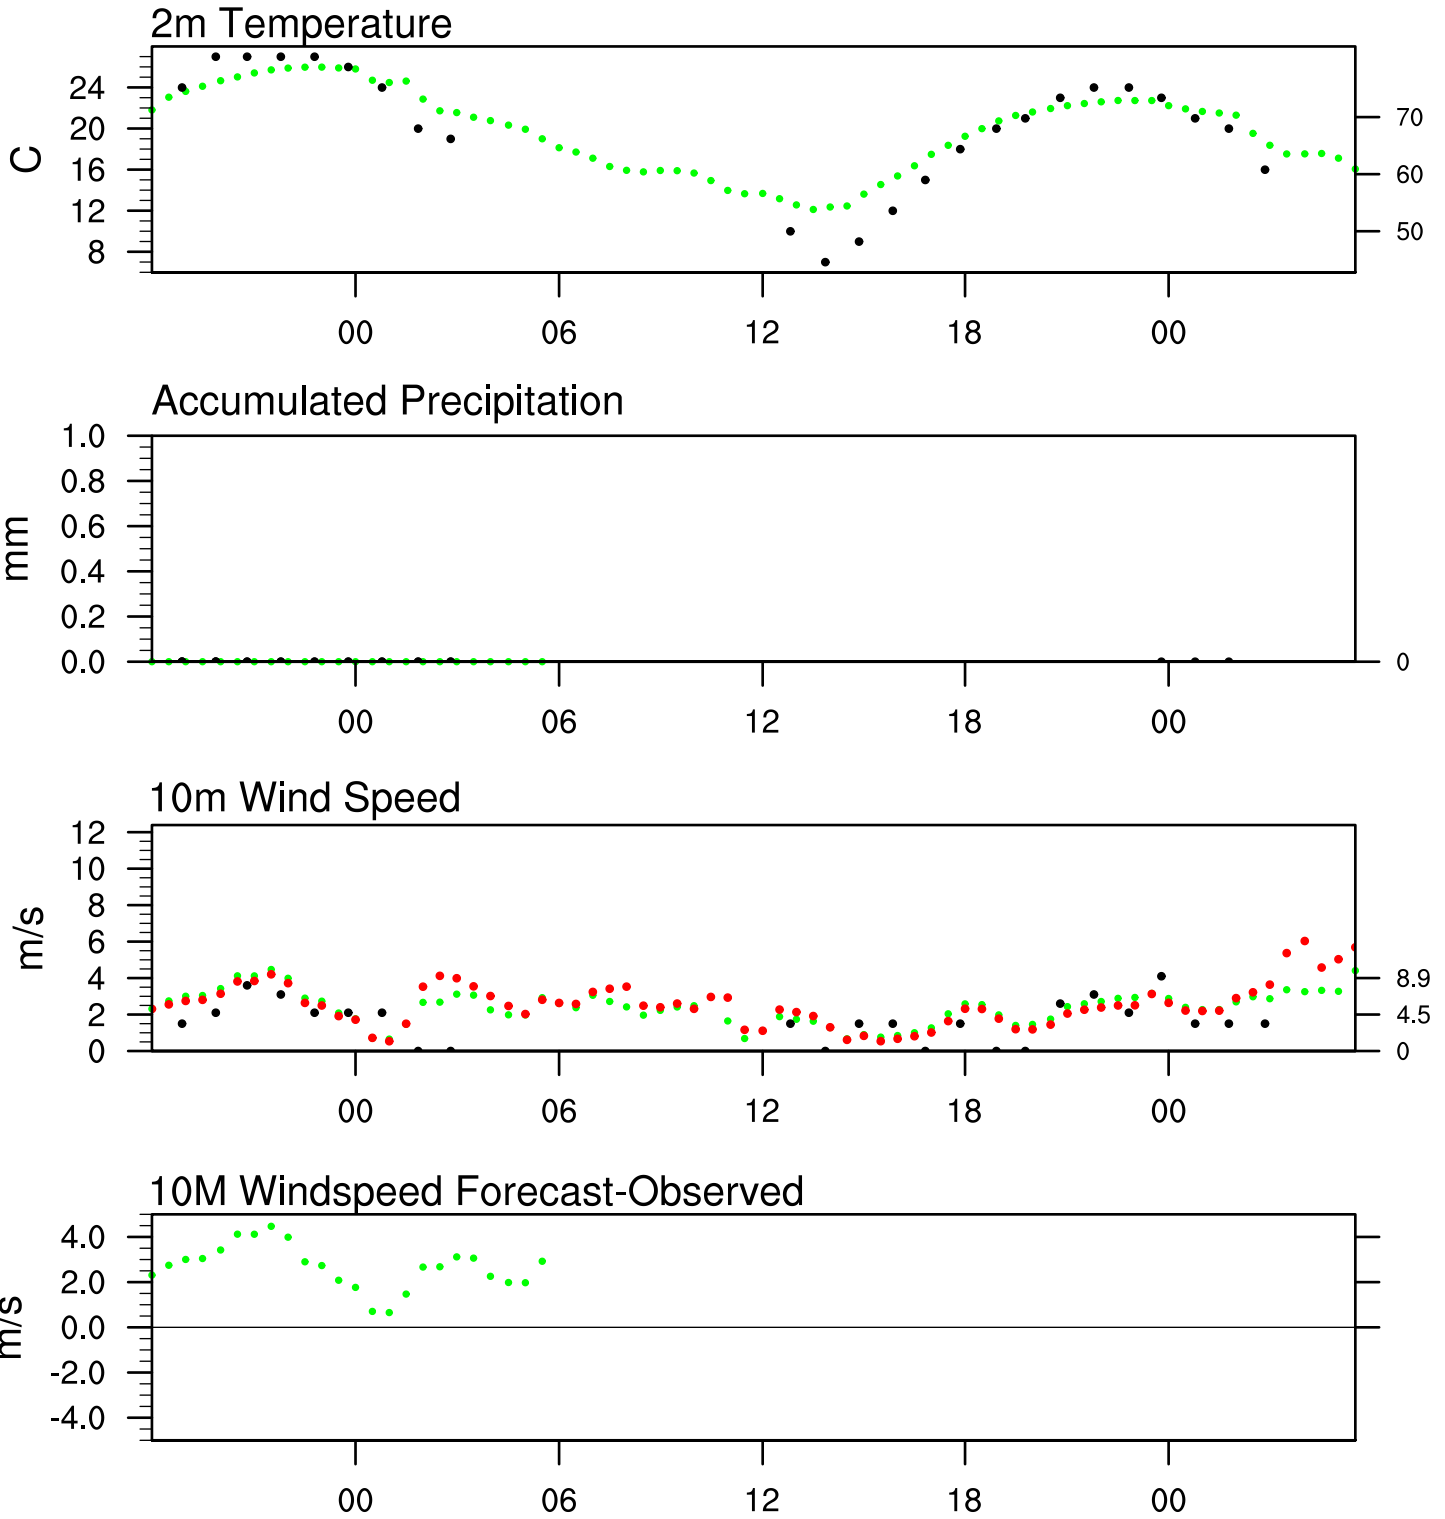 2m Temperature
24
20
16
12
8
C
70
60
50
00 06 12 18 00
Accumulated Precipitation
1.0
0.8
0.6
0.4
0.2
0.0
mm
0
00 06 12 18 00
10m Wind Speed
12
10
8
6
4
2
0
m/s
8.9
4.5
0
00 06 12 18 00
10M Windspeed Forecast-Observed
4.0
2.0
0.0
-2.0
-4.0
m/s
00 06 12 18 00